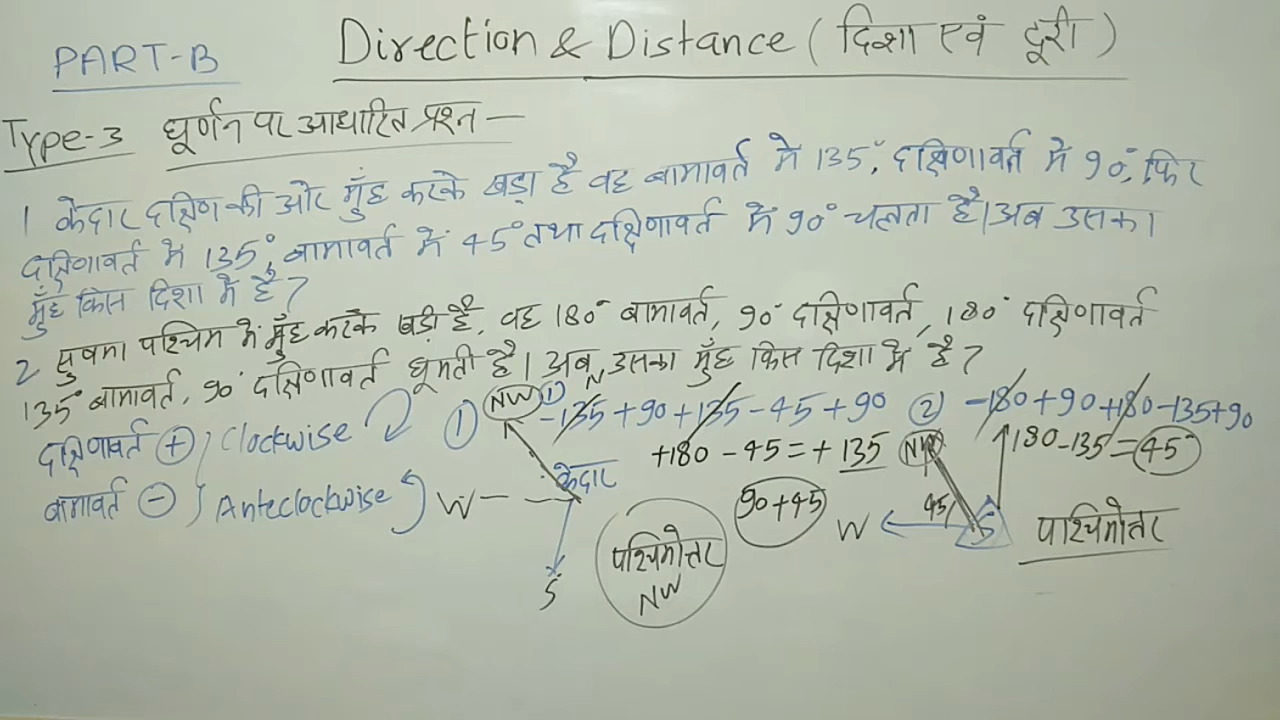 PART-B
Direction & Distance (दिशा एवं दूरी)
Type-3 घूर्णन पर आधारित प्रश्न —
1 केदार दक्षिण की ओर मुँह करके खड़ा है वह बामावर्त में 135°, दक्षिणावर्त में 90°, फिर
दक्षिणावर्त में 135°, बामावर्त में 45° तथा दक्षिणावर्त में 90° चलता है। अब उसका
मुँह किस दिशा में है?
2 सुषमा पश्चिम में मुँह करके खड़ी है, वह 180° बामावर्त, 90° दक्षिणावर्त, 180° दक्षिणावर्त
135° बामावर्त, 90° दक्षिणावर्त घूमती है। अब उसका मुँह किस दिशा में है?
दक्षिणावर्त + Clockwise
बामावर्त - Anteclockwise
① NW ① N
-135+90+135-45+90
+180-45=+135
90+45
केदार
W
S
पश्चिमोत्तर
NW
② -180+90+180-135+90
180-135=45°
NW
45
W
S
पश्चिमोत्तर